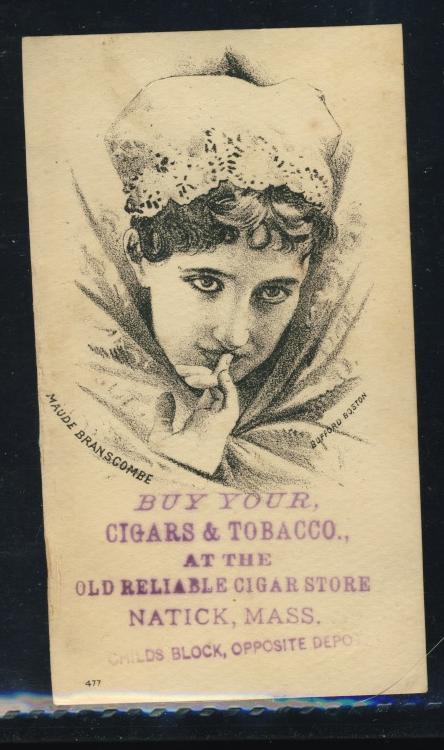 MAUDE BRANSCOMBE
BUFFORD BOSTON
BUY YOUR,
CIGARS & TOBACCO.,
AT THE
OLD RELIABLE CIGAR STORE
NATICK, MASS.
CHILDS BLOCK, OPPOSITE DEPO
477